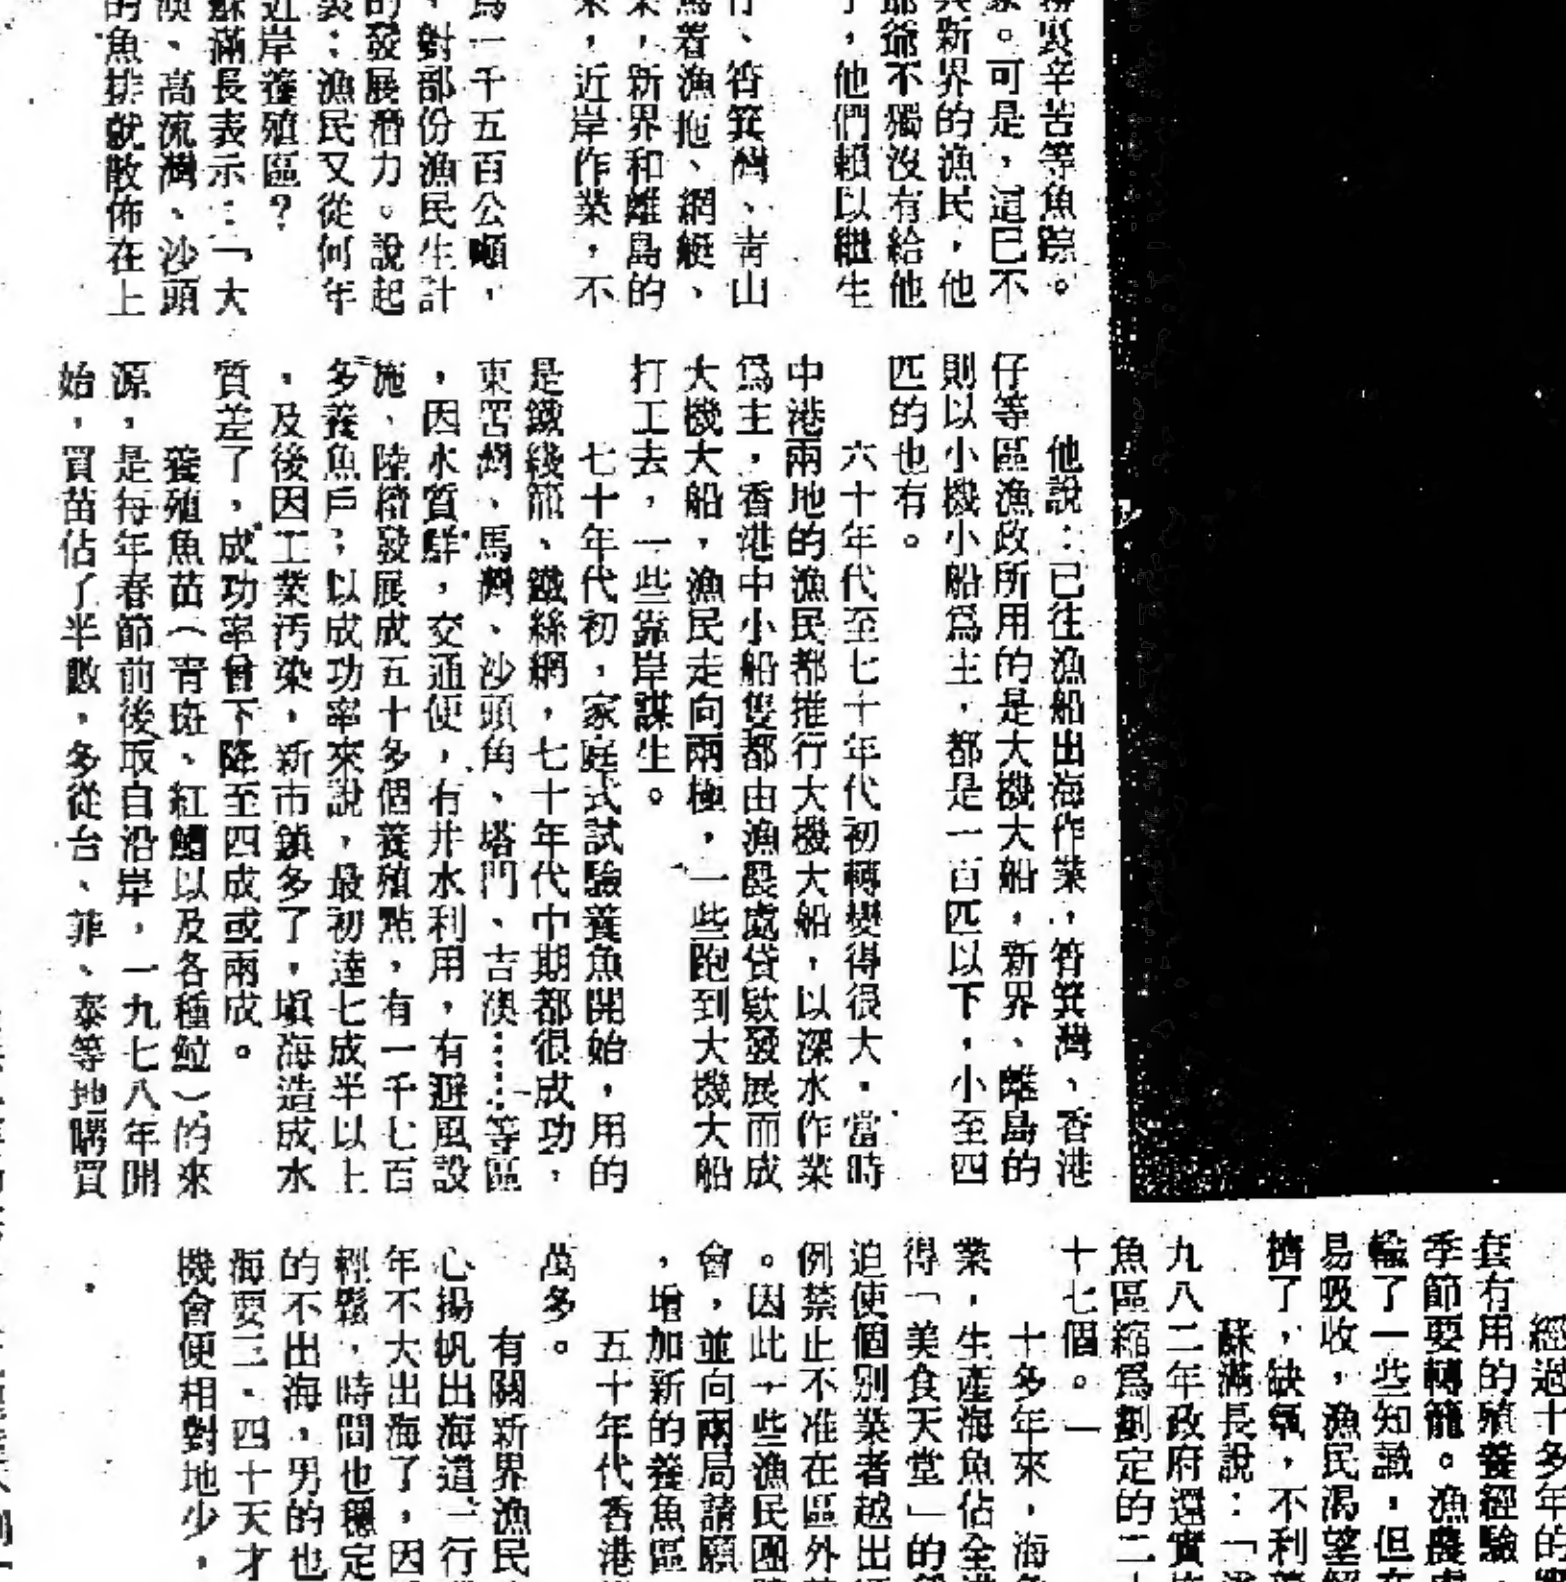 務裏辛苦等魚踪。
家。可是，這已不
與新界的漁民，他
那爺爺不獨沒有給他
了，他們賴以繼生
行、筲箕灣、青山
爲着漁拖、網艇、
來，新界和離島的
來，近岸作業，不
爲一千五百公噸，
，對部份漁民生計
的發展潛力。說起
裘：漁民又從何年
近岸養殖區？
蘇滿長表示：「大
澳、高流灣、沙頭
的魚排就散佈在上
他說：已往漁船出海作業，筲箕灣、香港
仔等區漁政所用的是大機大船，新界、離島的
則以小機小船爲主，都是一百匹以下，小至四
匹的也有。
六十年代至七十年代初轉變得很大，當時
中港兩地的漁民都推行大機大船，以深水作業
爲主，香港中小船隻都由漁農處貸欵發展而成
大機大船，漁民走向兩極，一些跑到大機大船
打工去，一些靠岸謀生。
七十年代初，家庭式試驗養魚開始，用的
是鐵綫箍、鐵絲網，七十年代中期都很成功，
東罟灣、馬灣、沙頭角、塔門、吉澳……等區
，因水質鮮，交通便，有井水利用，有避風設
施、陸續發展成五十多個養殖點，有一千七百
多養魚戶；以成功率來說，最初達七成半以上
，及後因工業汚染，新市鎮多了，塡海造成水
質差了，成功率曾下降至四成或兩成。
養殖魚苗（靑斑、紅鱲以及各種䱛）的來
源，是每年春節前後取自沿岸，一九七八年開
始，買苗佔了半數，多從台、菲、泰等地購買
經過十多年的
套有用的殖養經驗，
季節要轉籠。漁農處
輸了一些知識，但在
易吸收，漁民渴望解
擠了，缺氧，不利
蘇滿長說：「
九八二年政府還實
魚區縮爲劃定的二十
十七個。」
十多年來，海
業，生產海魚佔全港
得「美食天堂」的
迫使個別業者越出
例禁止不准在區外
。因此一些漁民團
會，並向兩局請願
，增加新的養魚區
五十年代香港
萬多。
有關新界漁民
心揚帆出海這一行
年不大出海了，因
輕鬆，時間也穩定
的不出海，男的也
海要三、四十天才
機會便相對地少，